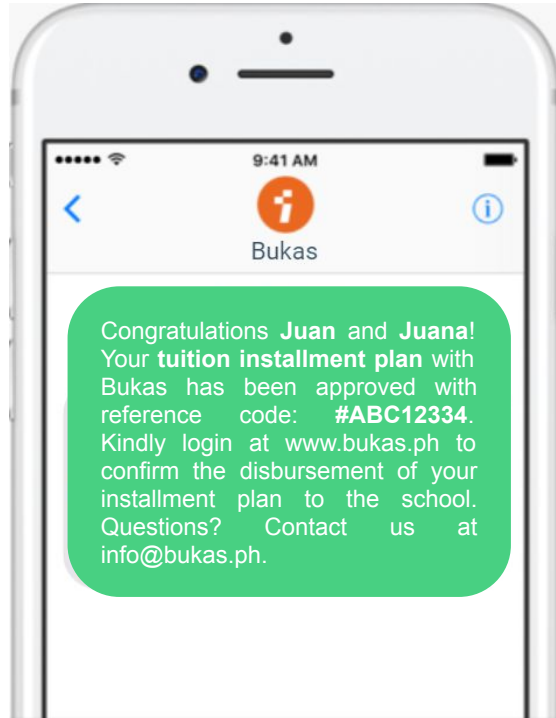 9:41 AM
Bukas
Congratulations Juan and Juana!
Your tuition installment plan with
Bukas has been approved with
reference code: #ABC12334.
Kindly login at www.bukas.ph to
confirm the disbursement of your
installment plan to the school.
Questions? Contact us at
info@bukas.ph.